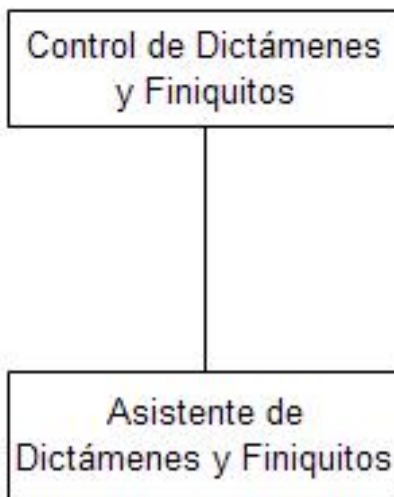 Control de Dictámenes
y Finiquitos
Asistente de
Dictámenes y Finiquitos